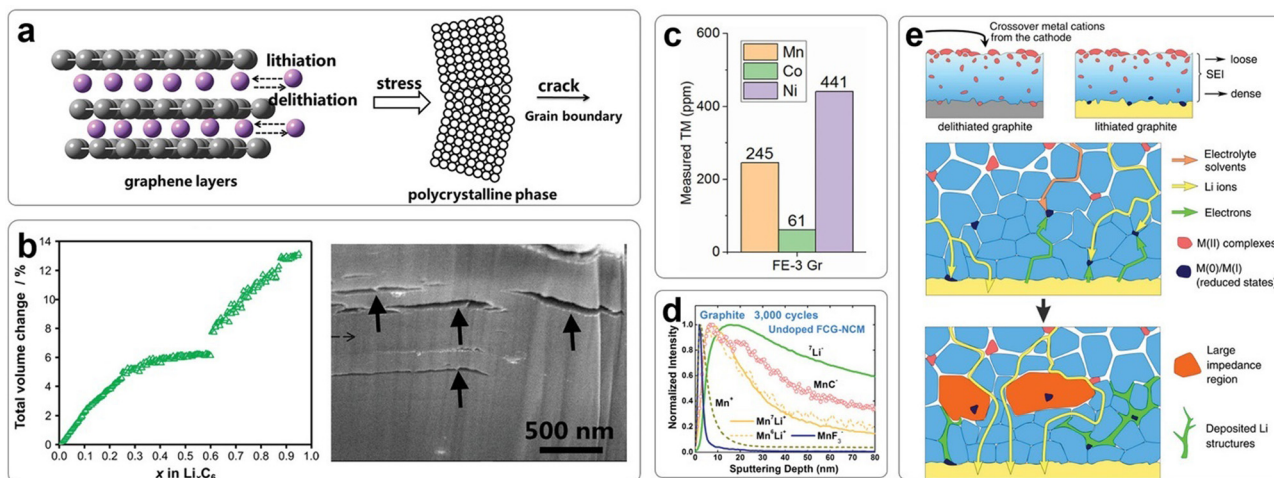 a
lithiation
delithiation
graphene layers
stress
polycrystalline phase
crack
Grain boundary
b
Total volume change / %
14
12
10
8
6
4
2
0
0.0 0.1 0.2 0.3 0.4 0.5 0.6 0.7 0.8 0.9 1.0
x in LixC6
500 nm
c
Measured TM (ppm)
600
400
200
0
Mn
Co
Ni
245
61
441
FE-3 Gr
d
Graphite 3,000 cycles
Undoped FCG-NCM
Normalized Intensity
1.0
0.8
0.6
0.4
0.2
0.0
7Li-
MnC-
Mn+
Mn7Li+
Mn6Li+
MnF3
0 10 20 30 40 50 60 70 80
Sputtering Depth (nm)
e
Crossover metal cations
from the cathode
loose
SEI
dense
delithiated graphite
lithiated graphite
Electrolyte
solvents
Li ions
Electrons
M(II) complexes
M(0)/M(I)
(reduced states)
Large
impedance
region
Deposited Li
structures